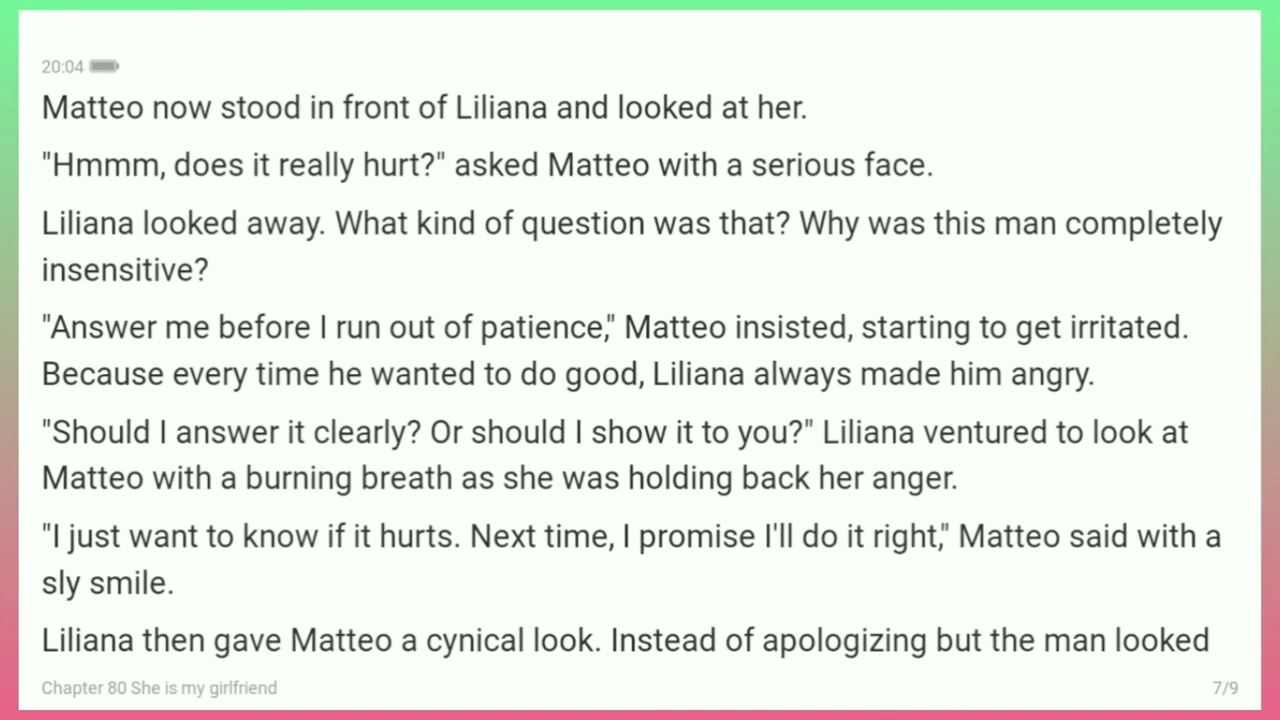 20:04
Matteo now stood in front of Liliana and looked at her.
"Hmmm, does it really hurt?" asked Matteo with a serious face.
Liliana looked away. What kind of question was that? Why was this man completely
insensitive?
"Answer me before I run out of patience," Matteo insisted, starting to get irritated.
Because every time he wanted to do good, Liliana always made him angry.
"Should I answer it clearly? Or should I show it to you?" Liliana ventured to look at
Matteo with a burning breath as she was holding back her anger.
"I just want to know if it hurts. Next time, I promise I'll do it right," Matteo said with a
sly smile.
Liliana then gave Matteo a cynical look. Instead of apologizing but the man looked
Chapter 80 She is my girlfriend 7/9